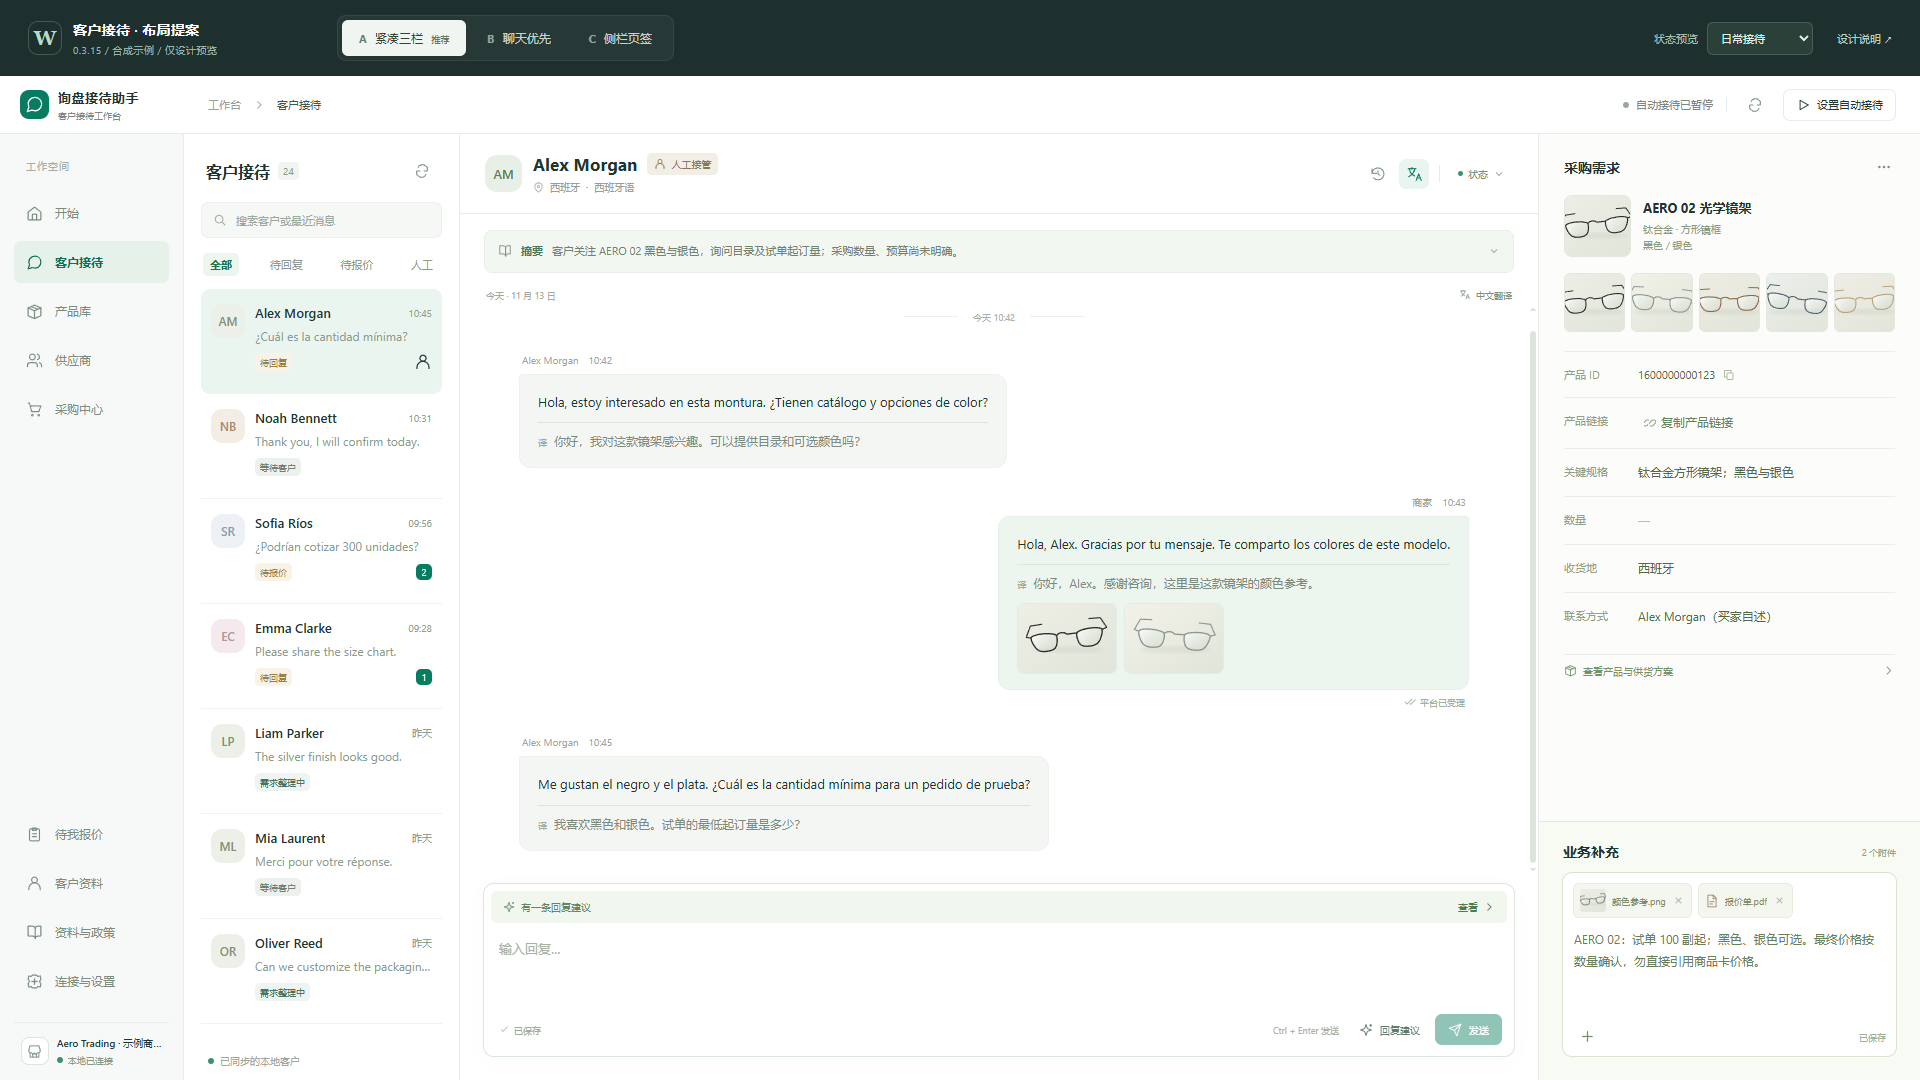 W
客户接待 · 布局提案
0.3.15 / 合成示例 / 仅设计预览
A 紧凑三栏 推荐
B 聊天优先
C 侧栏页签
状态预览
日常接待
设计说明 ↗
询盘接待助手
客户接待工作台
工作台 > 客户接待
自动接待已暂停
设置自动接待
工作空间
开始
客户接待
产品库
供应商
采购中心
待我报价
客户资料
资料与政策
连接与设置
Aero Trading · 示例商...
本地已连接
客户接待 24
搜索客户或最近消息
全部 待回复 待报价 人工
AM
Alex Morgan 10:45
¿Cuál es la cantidad mínima?
待回复
NB
Noah Bennett 10:31
Thank you, I will confirm today.
等待客户
SR
Sofia Ríos 09:56
¿Podrían cotizar 300 unidades?
待报价 2
EC
Emma Clarke 09:28
Please share the size chart.
待回复 1
LP
Liam Parker 昨天
The silver finish looks good.
需求整理中
ML
Mia Laurent 昨天
Merci pour votre réponse.
等待客户
OR
Oliver Reed 昨天
Can we customize the packagin...
需求整理中
已同步的本地客户
AM
Alex Morgan 人工接管
西班牙 · 西班牙语
状态
摘要 客户关注 AERO 02 黑色与银色，询问目录及试单起订量；采购数量、预算尚未明确。
今天 · 11 月 13 日
中文翻译
今天 10:42
Alex Morgan 10:42
Hola, estoy interesado en esta montura. ¿Tienen catálogo y opciones de color?
译 你好，我对这款镜架感兴趣。可以提供目录和可选颜色吗？
商家 10:43
Hola, Alex. Gracias por tu mensaje. Te comparto los colores de este modelo.
译 你好，Alex。感谢咨询，这里是这款镜架的颜色参考。
平台已受理
Alex Morgan 10:45
Me gustan el negro y el plata. ¿Cuál es la cantidad mínima para un pedido de prueba?
译 我喜欢黑色和银色。试单的最低起订量是多少？
有一条回复建议
查看
输入回复...
已保存
Ctrl + Enter 发送
回复建议
发送
采购需求
AERO 02 光学镜架
钛合金 · 方形镜框
黑色 / 银色
产品 ID 1600000000123
产品链接 复制产品链接
关键规格 钛合金方形镜架；黑色与银色
数量 —
收货地 西班牙
联系方式 Alex Morgan（买家自述）
查看产品与供货方案
业务补充
2 个附件
颜色参考.png ×
报价单.pdf ×
AERO 02：试单 100 副起；黑色、银色可选。最终价格按
数量确认，勿直接引用商品卡价格。
已保存